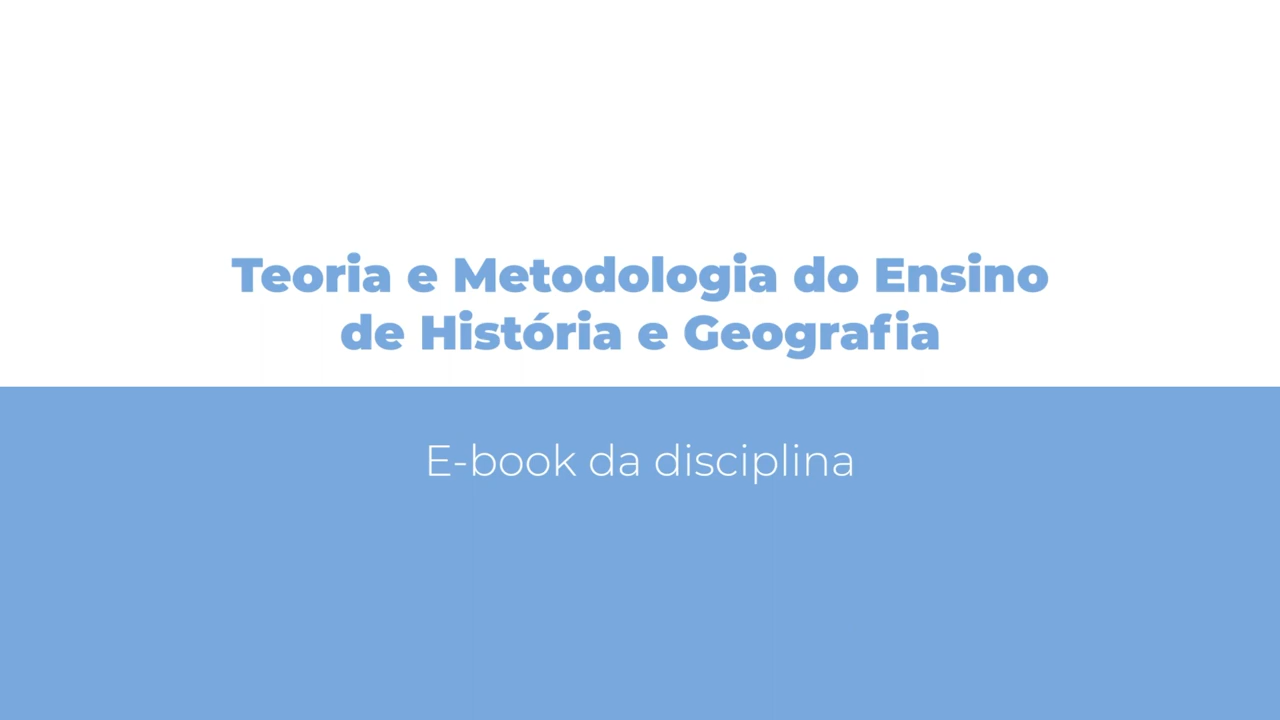 Teoria e Metodologia do Ensino
de História e Geografia
E-book da disciplina